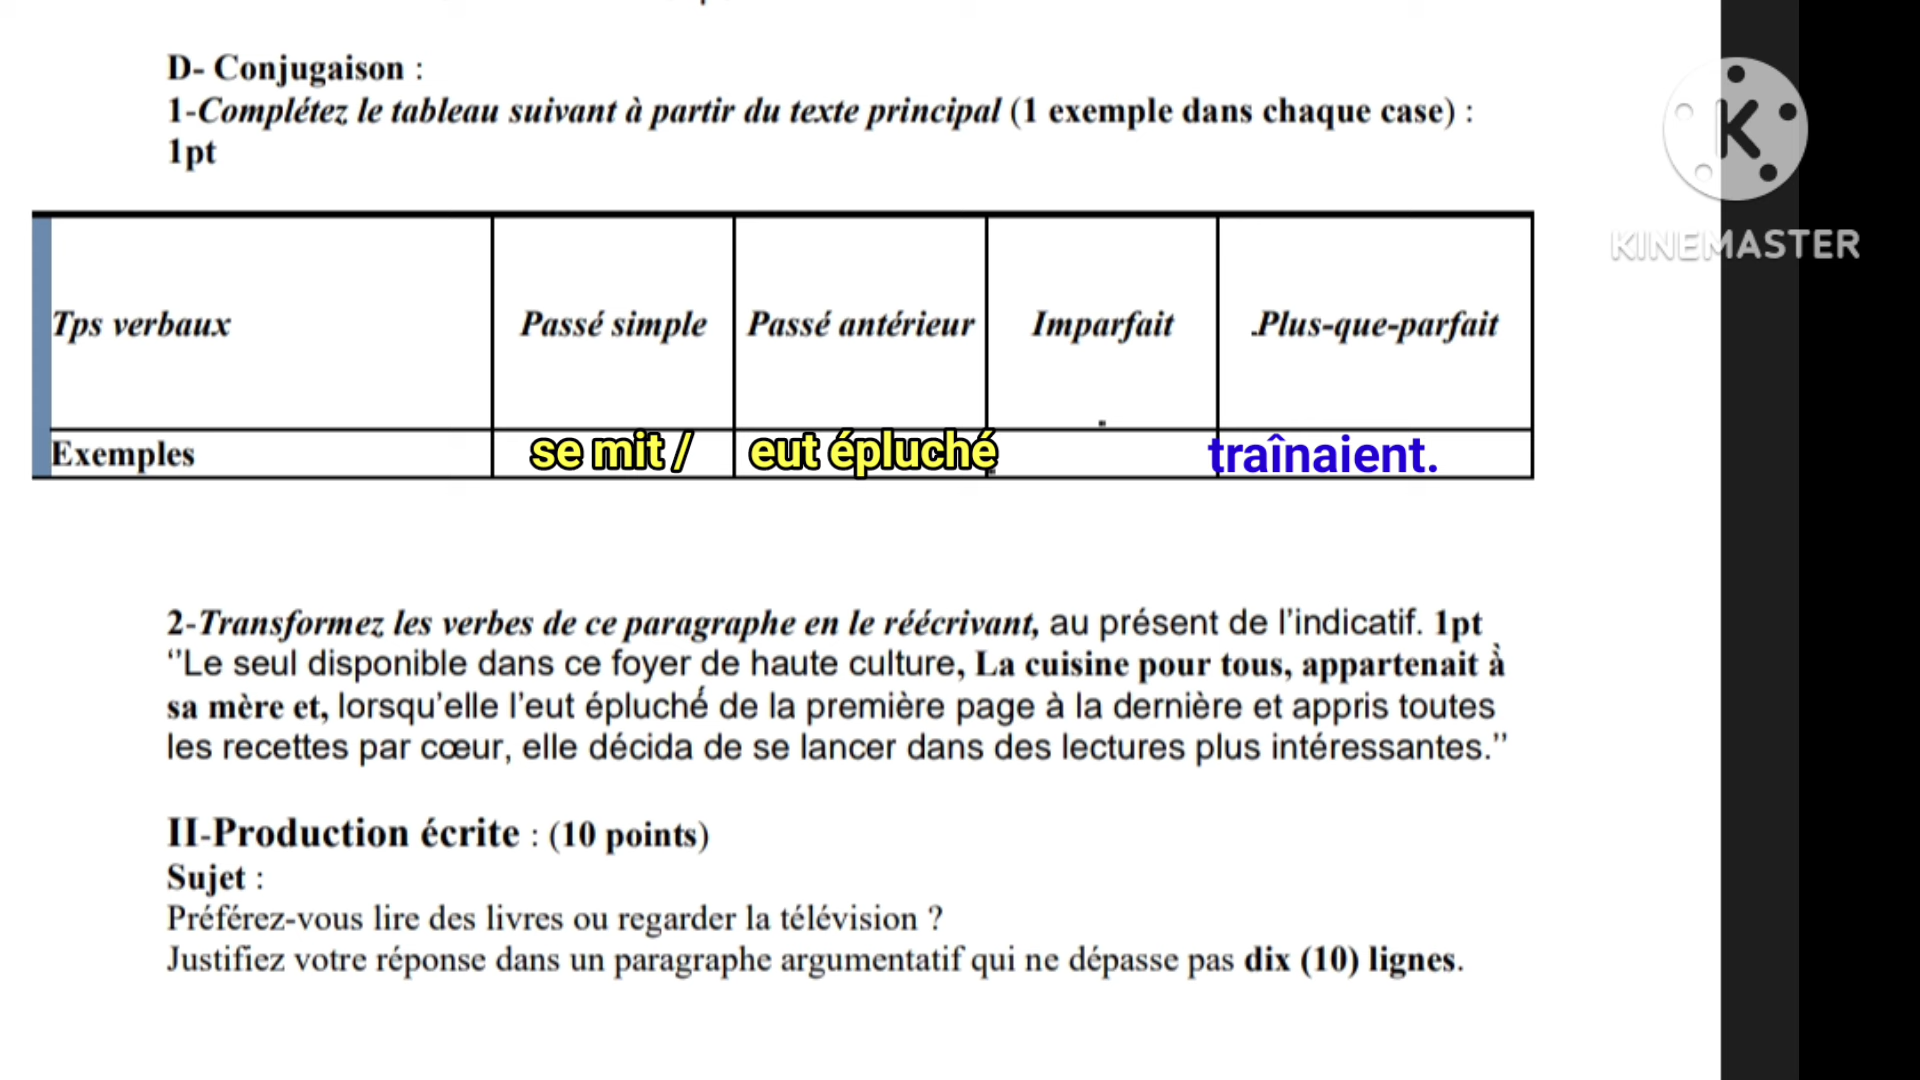 D- Conjugaison :
1-Complétez le tableau suivant à partir du texte principal (1 exemple dans chaque case) :
1pt
K
KINEMASTER
Tps verbaux Passé simple Passé antérieur Imparfait .Plus-que-parfait
Exemples se mit / eut épluché traînaient.
2-Transformez les verbes de ce paragraphe en le réécrivant, au présent de l’indicatif. 1pt
‘’Le seul disponible dans ce foyer de haute culture, La cuisine pour tous, appartenait à
sa mère et, lorsqu’elle l’eut épluché de la première page à la dernière et appris toutes
les recettes par cœur, elle décida de se lancer dans des lectures plus intéressantes.’’
II-Production écrite : (10 points)
Sujet :
Préférez-vous lire des livres ou regarder la télévision ?
Justifiez votre réponse dans un paragraphe argumentatif qui ne dépasse pas dix (10) lignes.